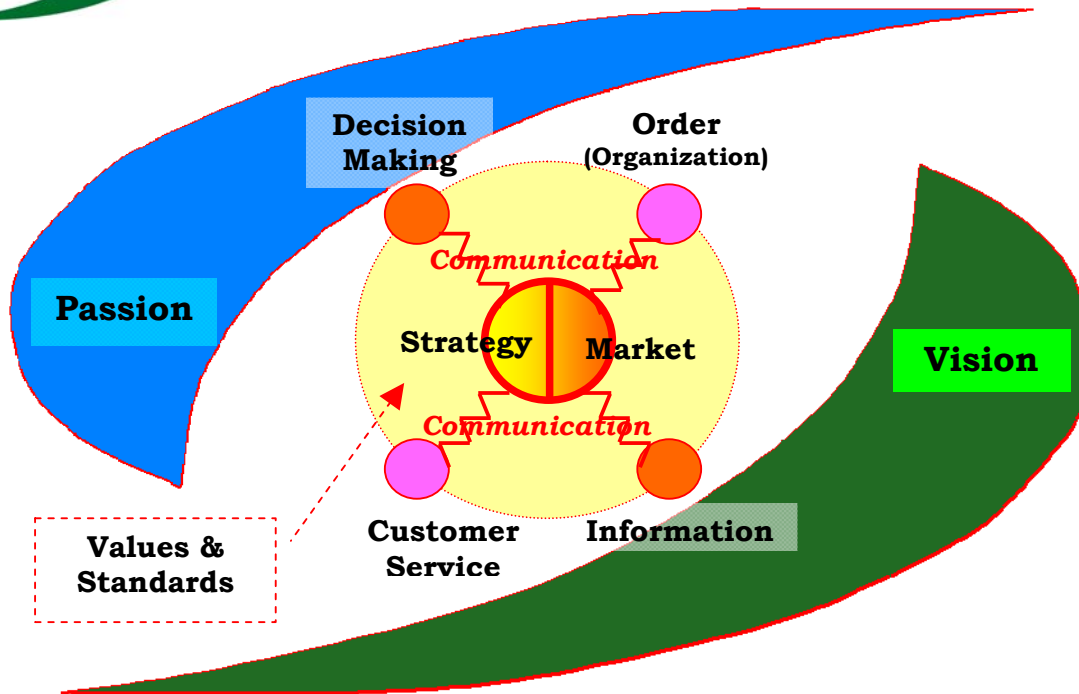 Decision
Making
Order
(Organization)
Communication
Passion
Strategy
Market
Vision
Communication
Values &
Standards
Customer
Service
Information